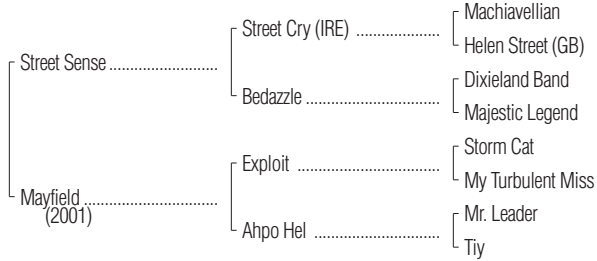 Machiavellian
Street Cry (IRE) ....................
Helen Street (GB)
Street Sense ..........................
Dixieland Band
Bedazzle ................................
Majestic Legend
Storm Cat
Exploit ..................................
My Turbulent Miss
Mayfield ................................
(2001)
Mr. Leader
Ahpo Hel ..............................
Tiy